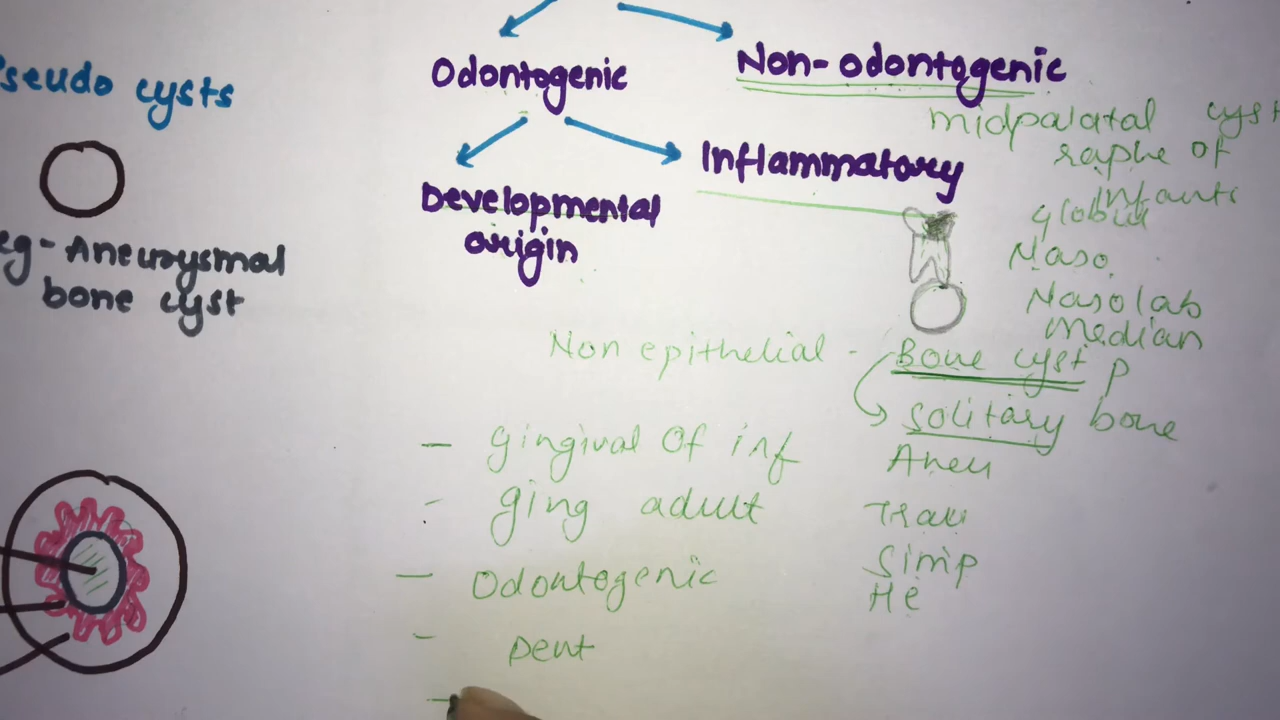 Pseudo cysts
eg - Aneurysmal
bone cyst
Odontogenic
Non-odontogenic
Developmental
origin
Inflammatory
midpalatal cyst
raphe of
infants
globul
Naso
Nasolab
median
Non epithelial - Bone cyst p
Solitary bone
Aneu
Trau
Simp
He
- gingival Of inf
- ging adult
- Odontogenic
- Dent
-